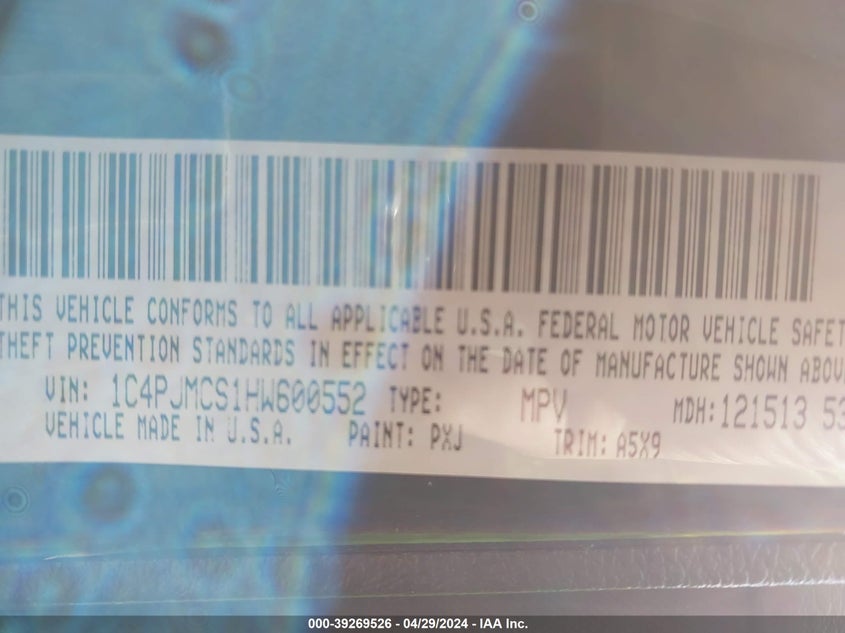 THIS VEHICLE CONFORMS TO ALL APPLICABLE U.S.A. FEDERAL MOTOR VEHICLE SAFET
THEFT PREVENTION STANDARDS IN EFFECT ON THE DATE OF MANUFACTURE SHOWN ABOV
VIN: 1C4PJMCS1HW600552 TYPE: MPV MDH: 121513 53
VEHICLE MADE IN U.S.A. PAINT: PXJ TRIM: A5X9
000-39269526 - 04/29/2024 - IAA Inc.